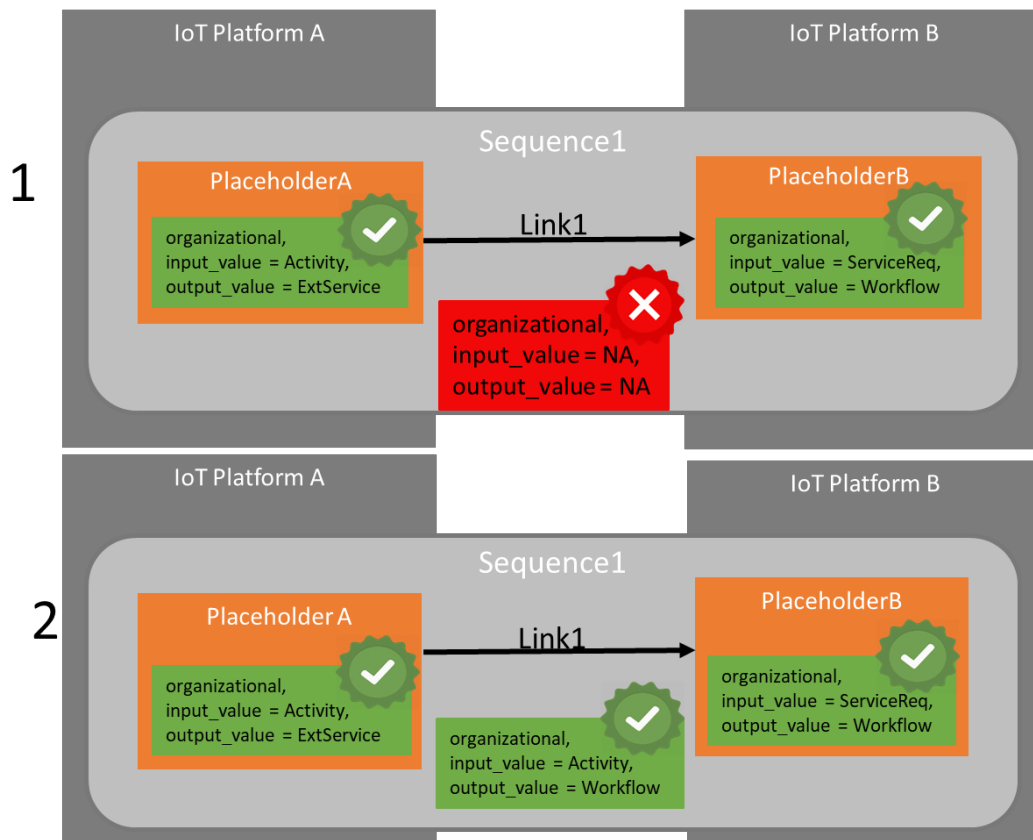 1
IoT Platform A
IoT Platform B
Sequence1
PlaceholderA
organizational,
input_value = Activity,
output_value = ExtService
Link1
organizational,
input_value = NA,
output_value = NA
PlaceholderB
organizational,
input_value = ServiceReq,
output_value = Workflow
2
IoT Platform A
IoT Platform B
Sequence1
Placeholder A
organizational,
input_value = Activity,
output_value = ExtService
Link1
organizational,
input_value = Activity,
output_value = Workflow
PlaceholderB
organizational,
input_value = ServiceReq,
output_value = Workflow